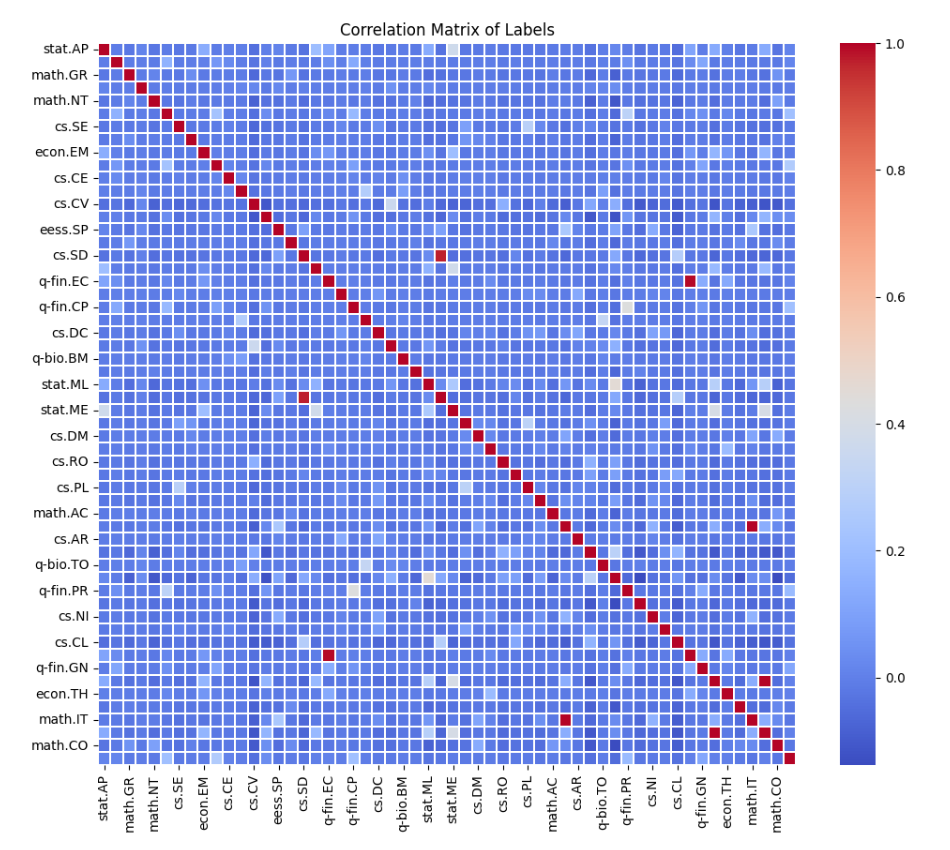 Correlation Matrix of Labels
stat.AP
math.GR
math.NT
cs.SE
econ.EM
cs.CE
cs.CV
eess.SP
cs.SD
q-fin.EC
q-fin.CP
cs.DC
q-bio.BM
stat.ML
stat.ME
cs.DM
cs.RO
cs.PL
math.AC
cs.AR
q-bio.TO
q-fin.PR
cs.NI
cs.CL
q-fin.GN
econ.TH
math.IT
math.CO
stat.AP
math.GR
math.NT
cs.SE
econ.EM
cs.CE
cs.CV
eess.SP
cs.SD
q-fin.EC
q-fin.CP
cs.DC
q-bio.BM
stat.ML
stat.ME
cs.DM
cs.RO
cs.PL
math.AC
cs.AR
q-bio.TO
q-fin.PR
cs.NI
cs.CL
q-fin.GN
econ.TH
math.IT
math.CO
1.0
0.8
0.6
0.4
0.2
0.0